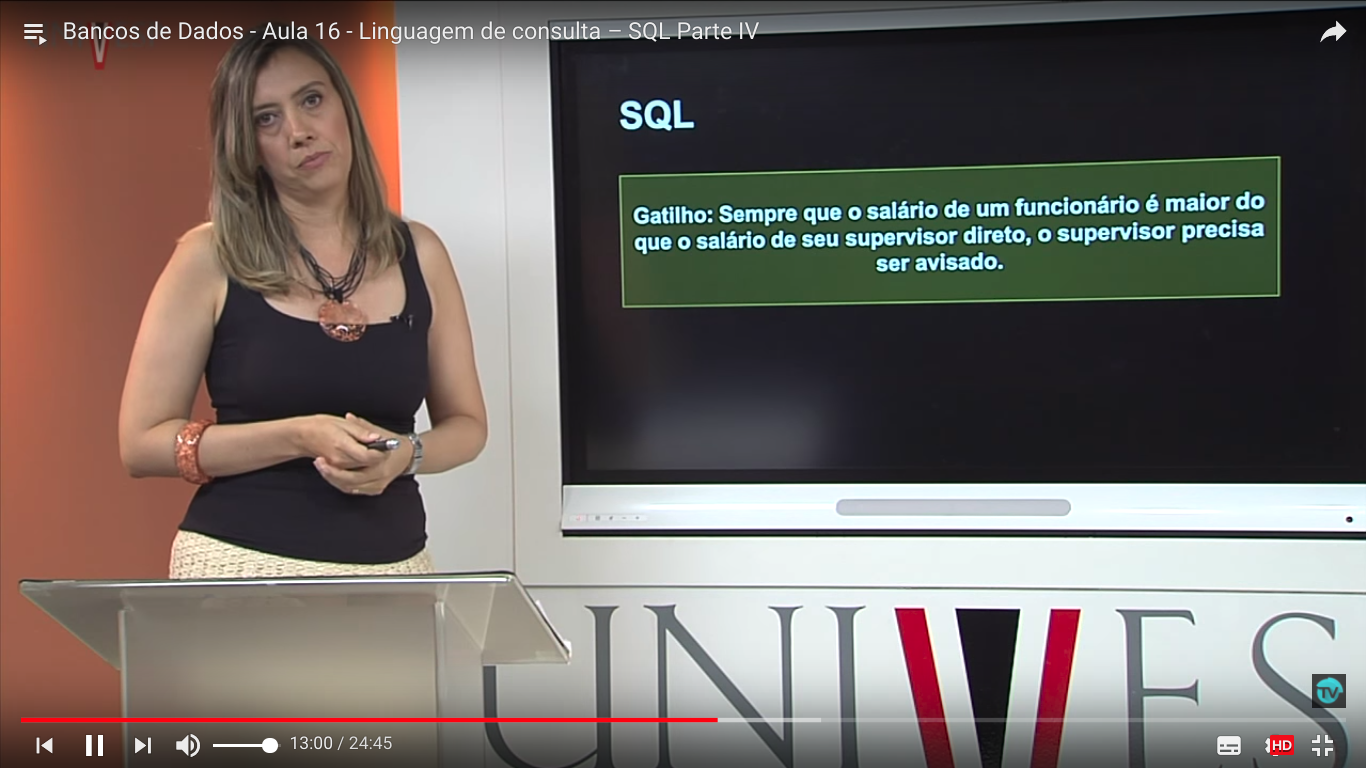 Bancos de Dados - Aula 16 - Linguagem de consulta – SQL Parte IV
SQL
Gatilho: Sempre que o salário de um funcionário é maior do
que o salário de seu supervisor direto, o supervisor precisa
ser avisado.
UNIVES
TV
13:00 / 24:45
HD